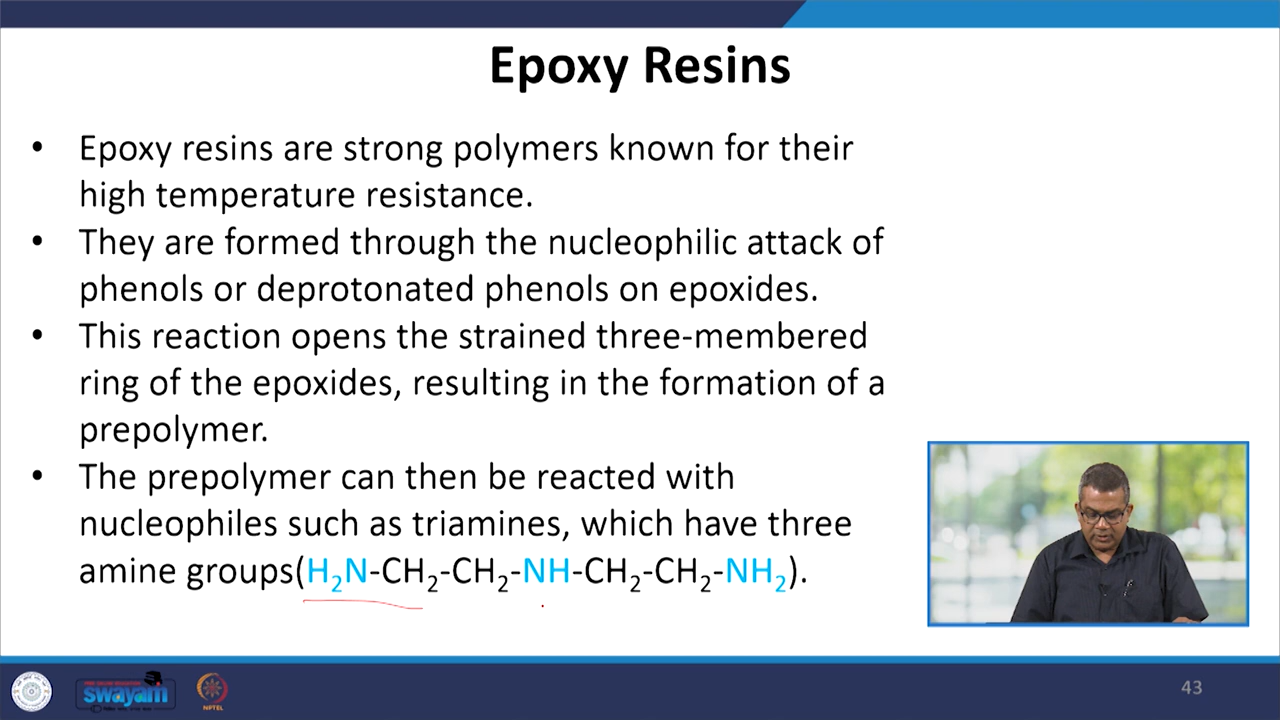 Epoxy Resins
• Epoxy resins are strong polymers known for their
high temperature resistance.
• They are formed through the nucleophilic attack of
phenols or deprotonated phenols on epoxides.
• This reaction opens the strained three-membered
ring of the epoxides, resulting in the formation of a
prepolymer.
• The prepolymer can then be reacted with
nucleophiles such as triamines, which have three
amine groups(H₂N-CH₂-CH₂-NH-CH₂-CH₂-NH₂).
swayam
NPTEL
43